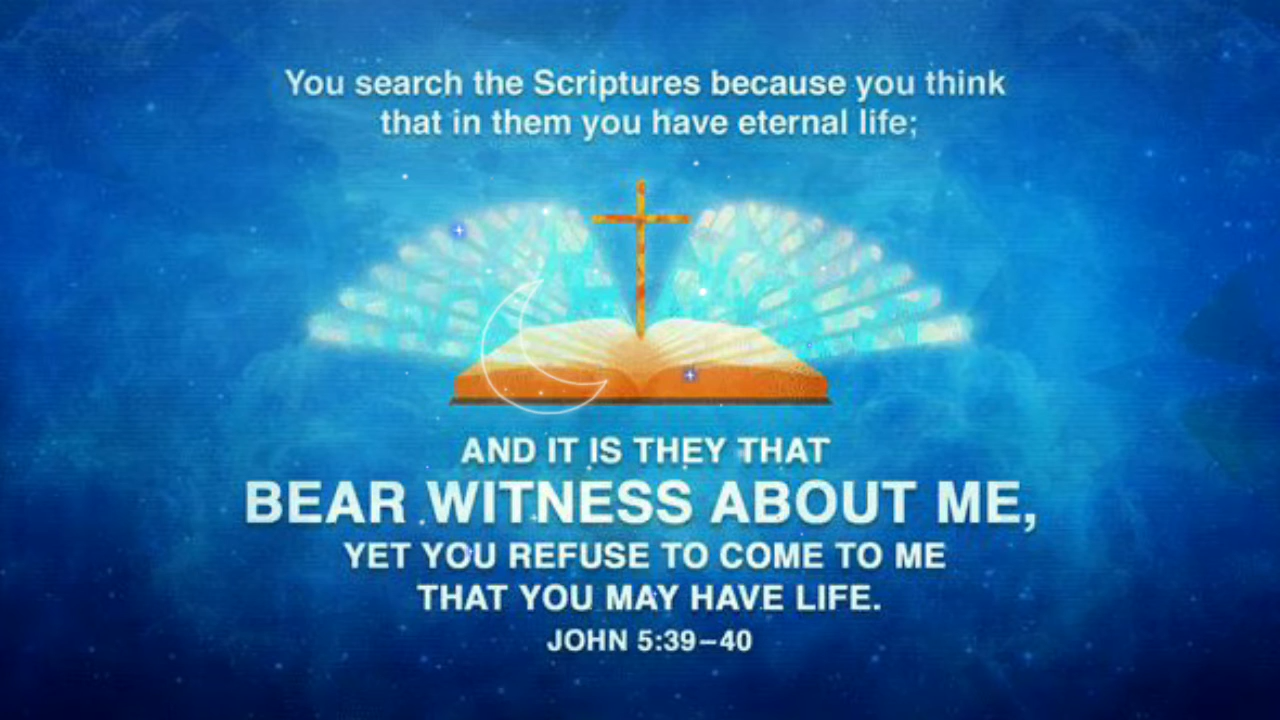 You search the Scriptures because you think
that in them you have eternal life;
AND IT IS THEY THAT
BEAR WITNESS ABOUT ME,
YET YOU REFUSE TO COME TO ME
THAT YOU MAY HAVE LIFE.
JOHN 5:39–40